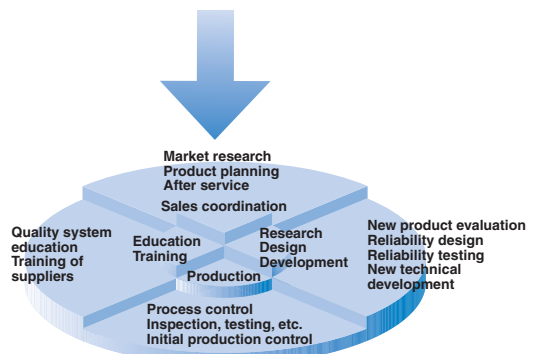 Market research
Product planning
After service
Sales coordination
Quality system
education
Training of
suppliers
Education
Training
Research
Design
Development
New product evaluation
Reliability design
Reliability testing
New technical
development
Production
Process control
Inspection, testing, etc.
Initial production control